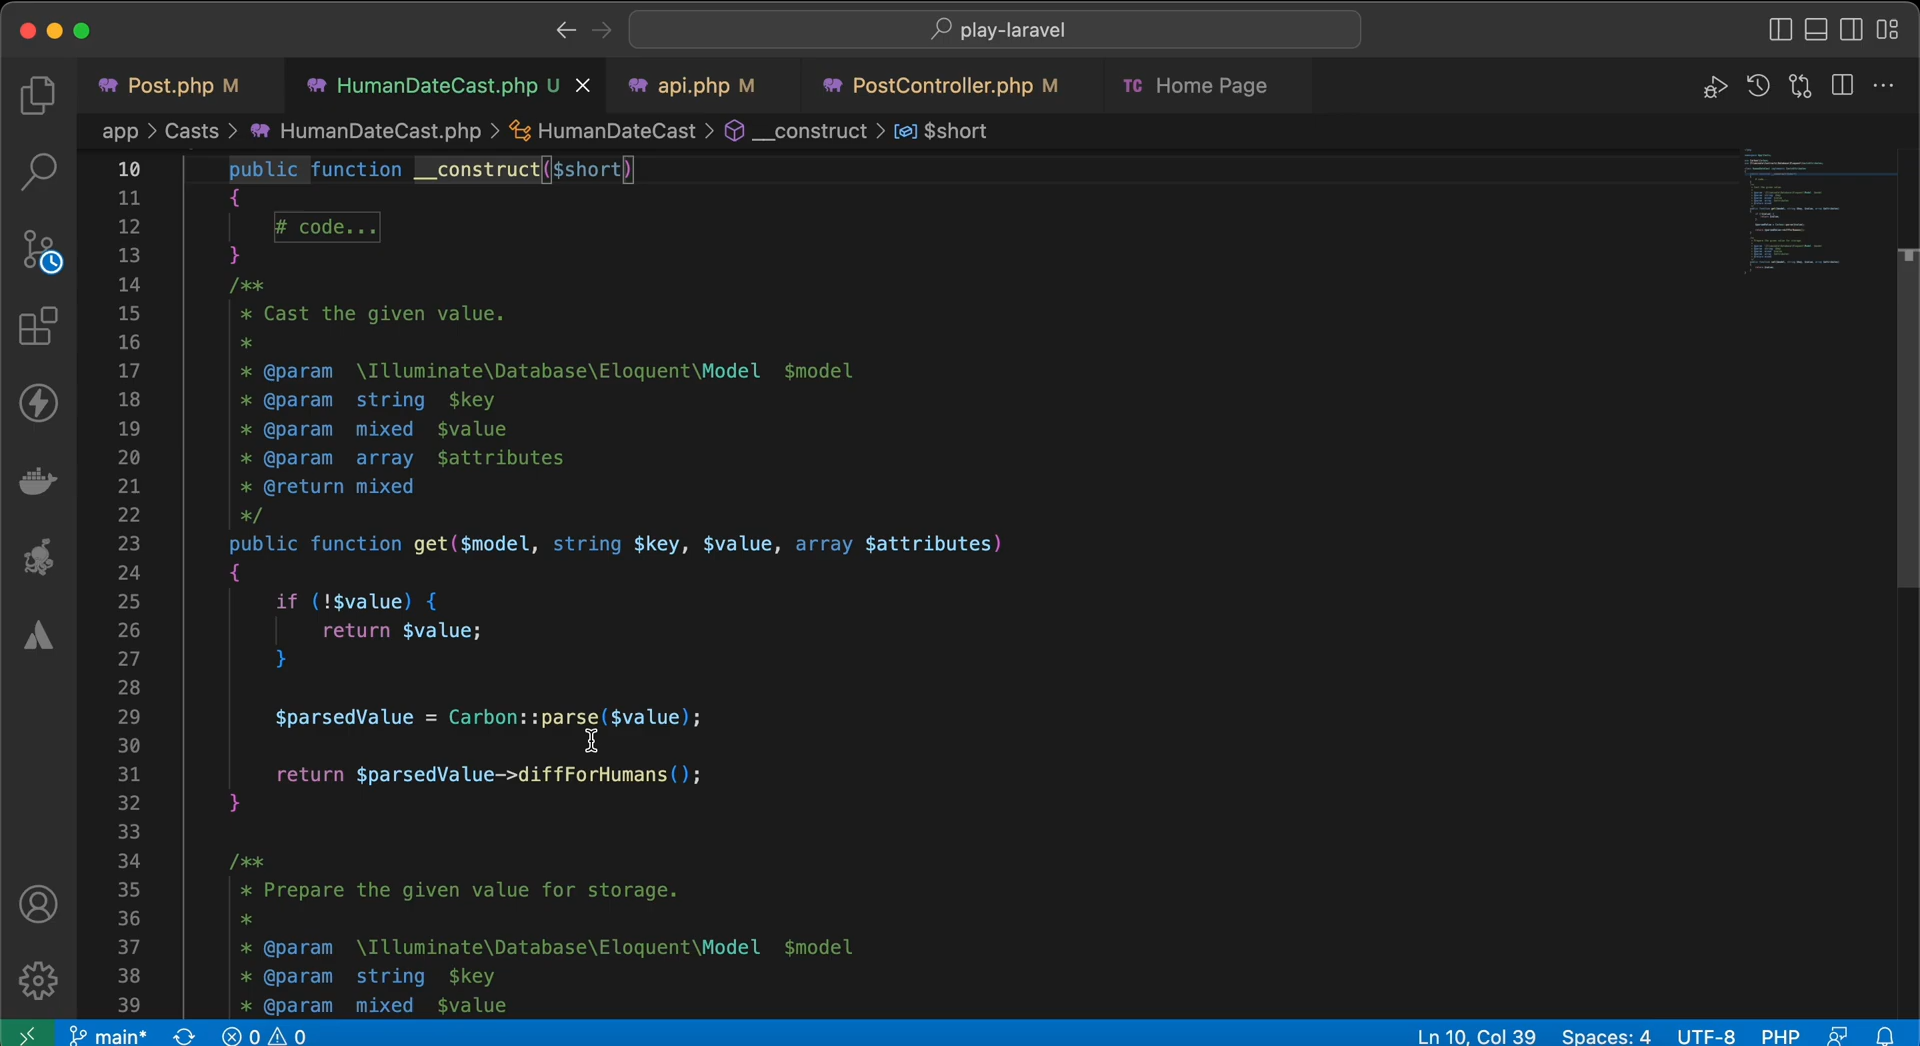 play-laravel
Post.php M
HumanDateCast.php U
api.php M
PostController.php M
TC Home Page
app > Casts > HumanDateCast.php > HumanDateCast > __construct > $short
10 public function __construct($short)
11 {
12 # code...
13 }
14 /**
15 * Cast the given value.
16 *
17 * @param \Illuminate\Database\Eloquent\Model $model
18 * @param string $key
19 * @param mixed $value
20 * @param array $attributes
21 * @return mixed
22 */
23 public function get($model, string $key, $value, array $attributes)
24 {
25 if (!$value) {
26 return $value;
27 }
28
29 $parsedValue = Carbon::parse($value);
30
31 return $parsedValue->diffForHumans();
32 }
33
34 /**
35 * Prepare the given value for storage.
36 *
37 * @param \Illuminate\Database\Eloquent\Model $model
38 * @param string $key
39 * @param mixed $value
main* 0 0 Ln 10, Col 39 Spaces: 4 UTF-8 PHP